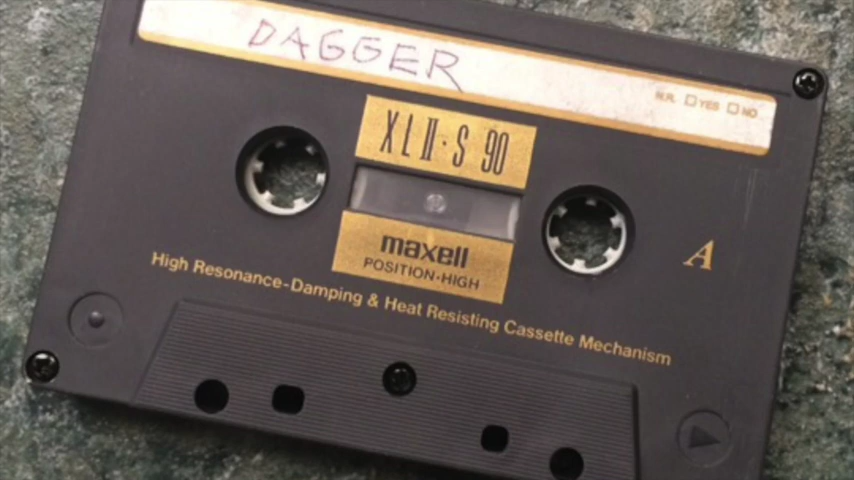 DAGGER
N.R. □ YES □ NO
XLII·S 90
maxell
POSITION·HIGH
A
High Resonance-Damping & Heat Resisting Cassette Mechanism